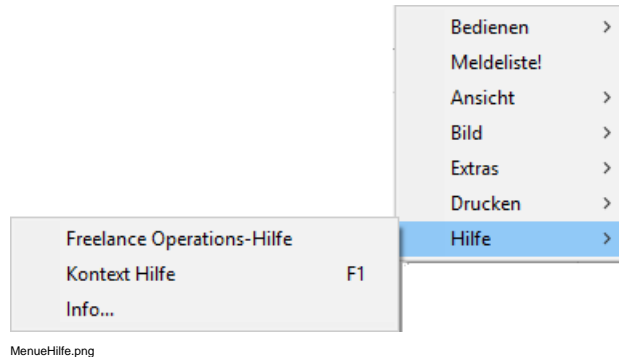 Bedienen >
Meldeliste!
Ansicht >
Bild >
Extras >
Drucken >
Hilfe >
Freelance Operations-Hilfe
Kontext Hilfe F1
Info...
MenueHilfe.png